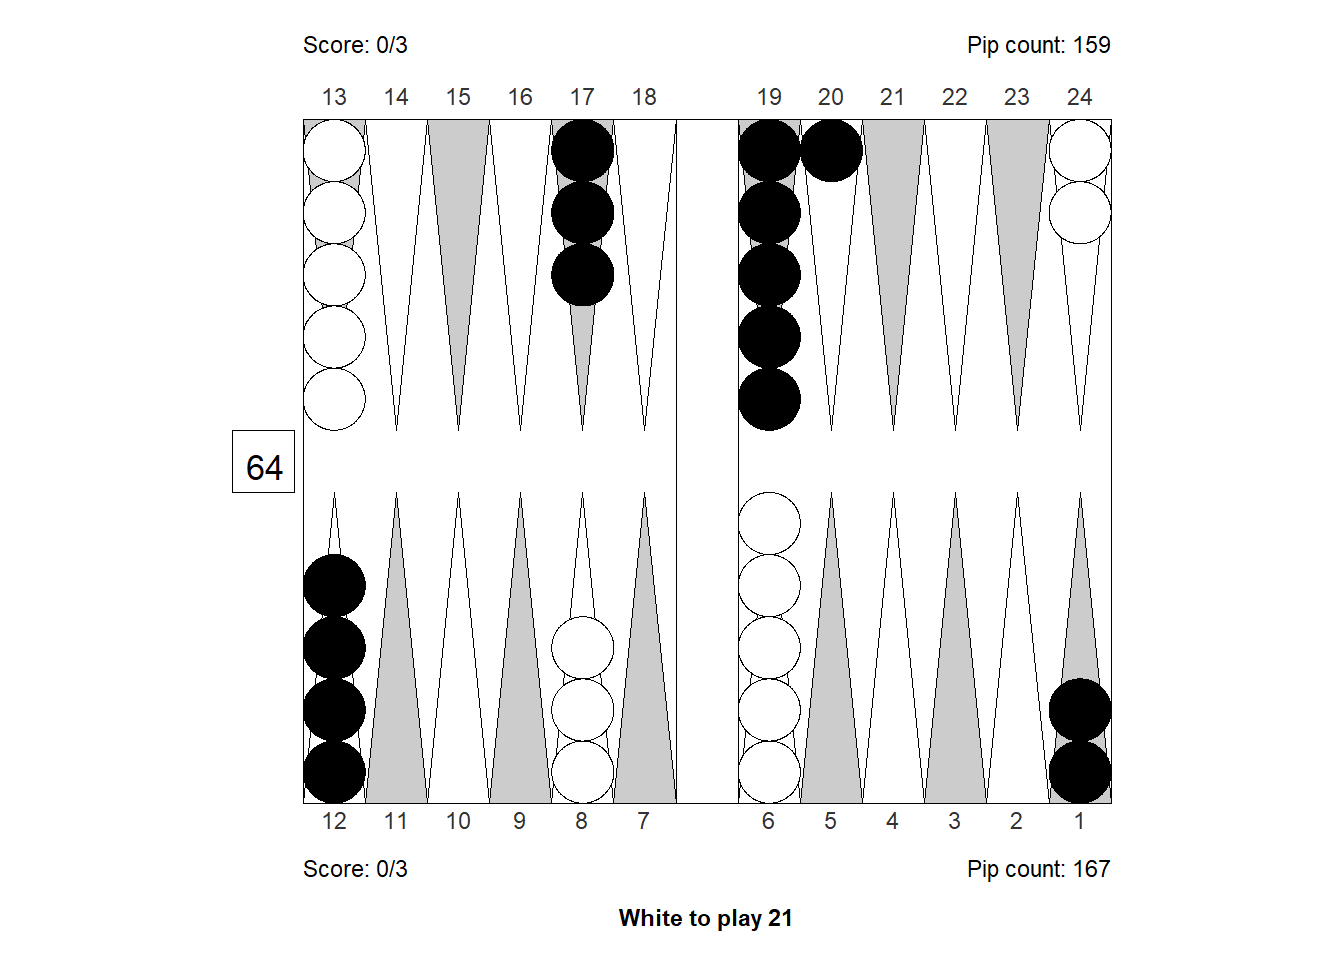 Score: 0/3 Pip count: 159
13 14 15 16 17 18 19 20 21 22 23 24
64
12 11 10 9 8 7 6 5 4 3 2 1
Score: 0/3 Pip count: 167
White to play 21